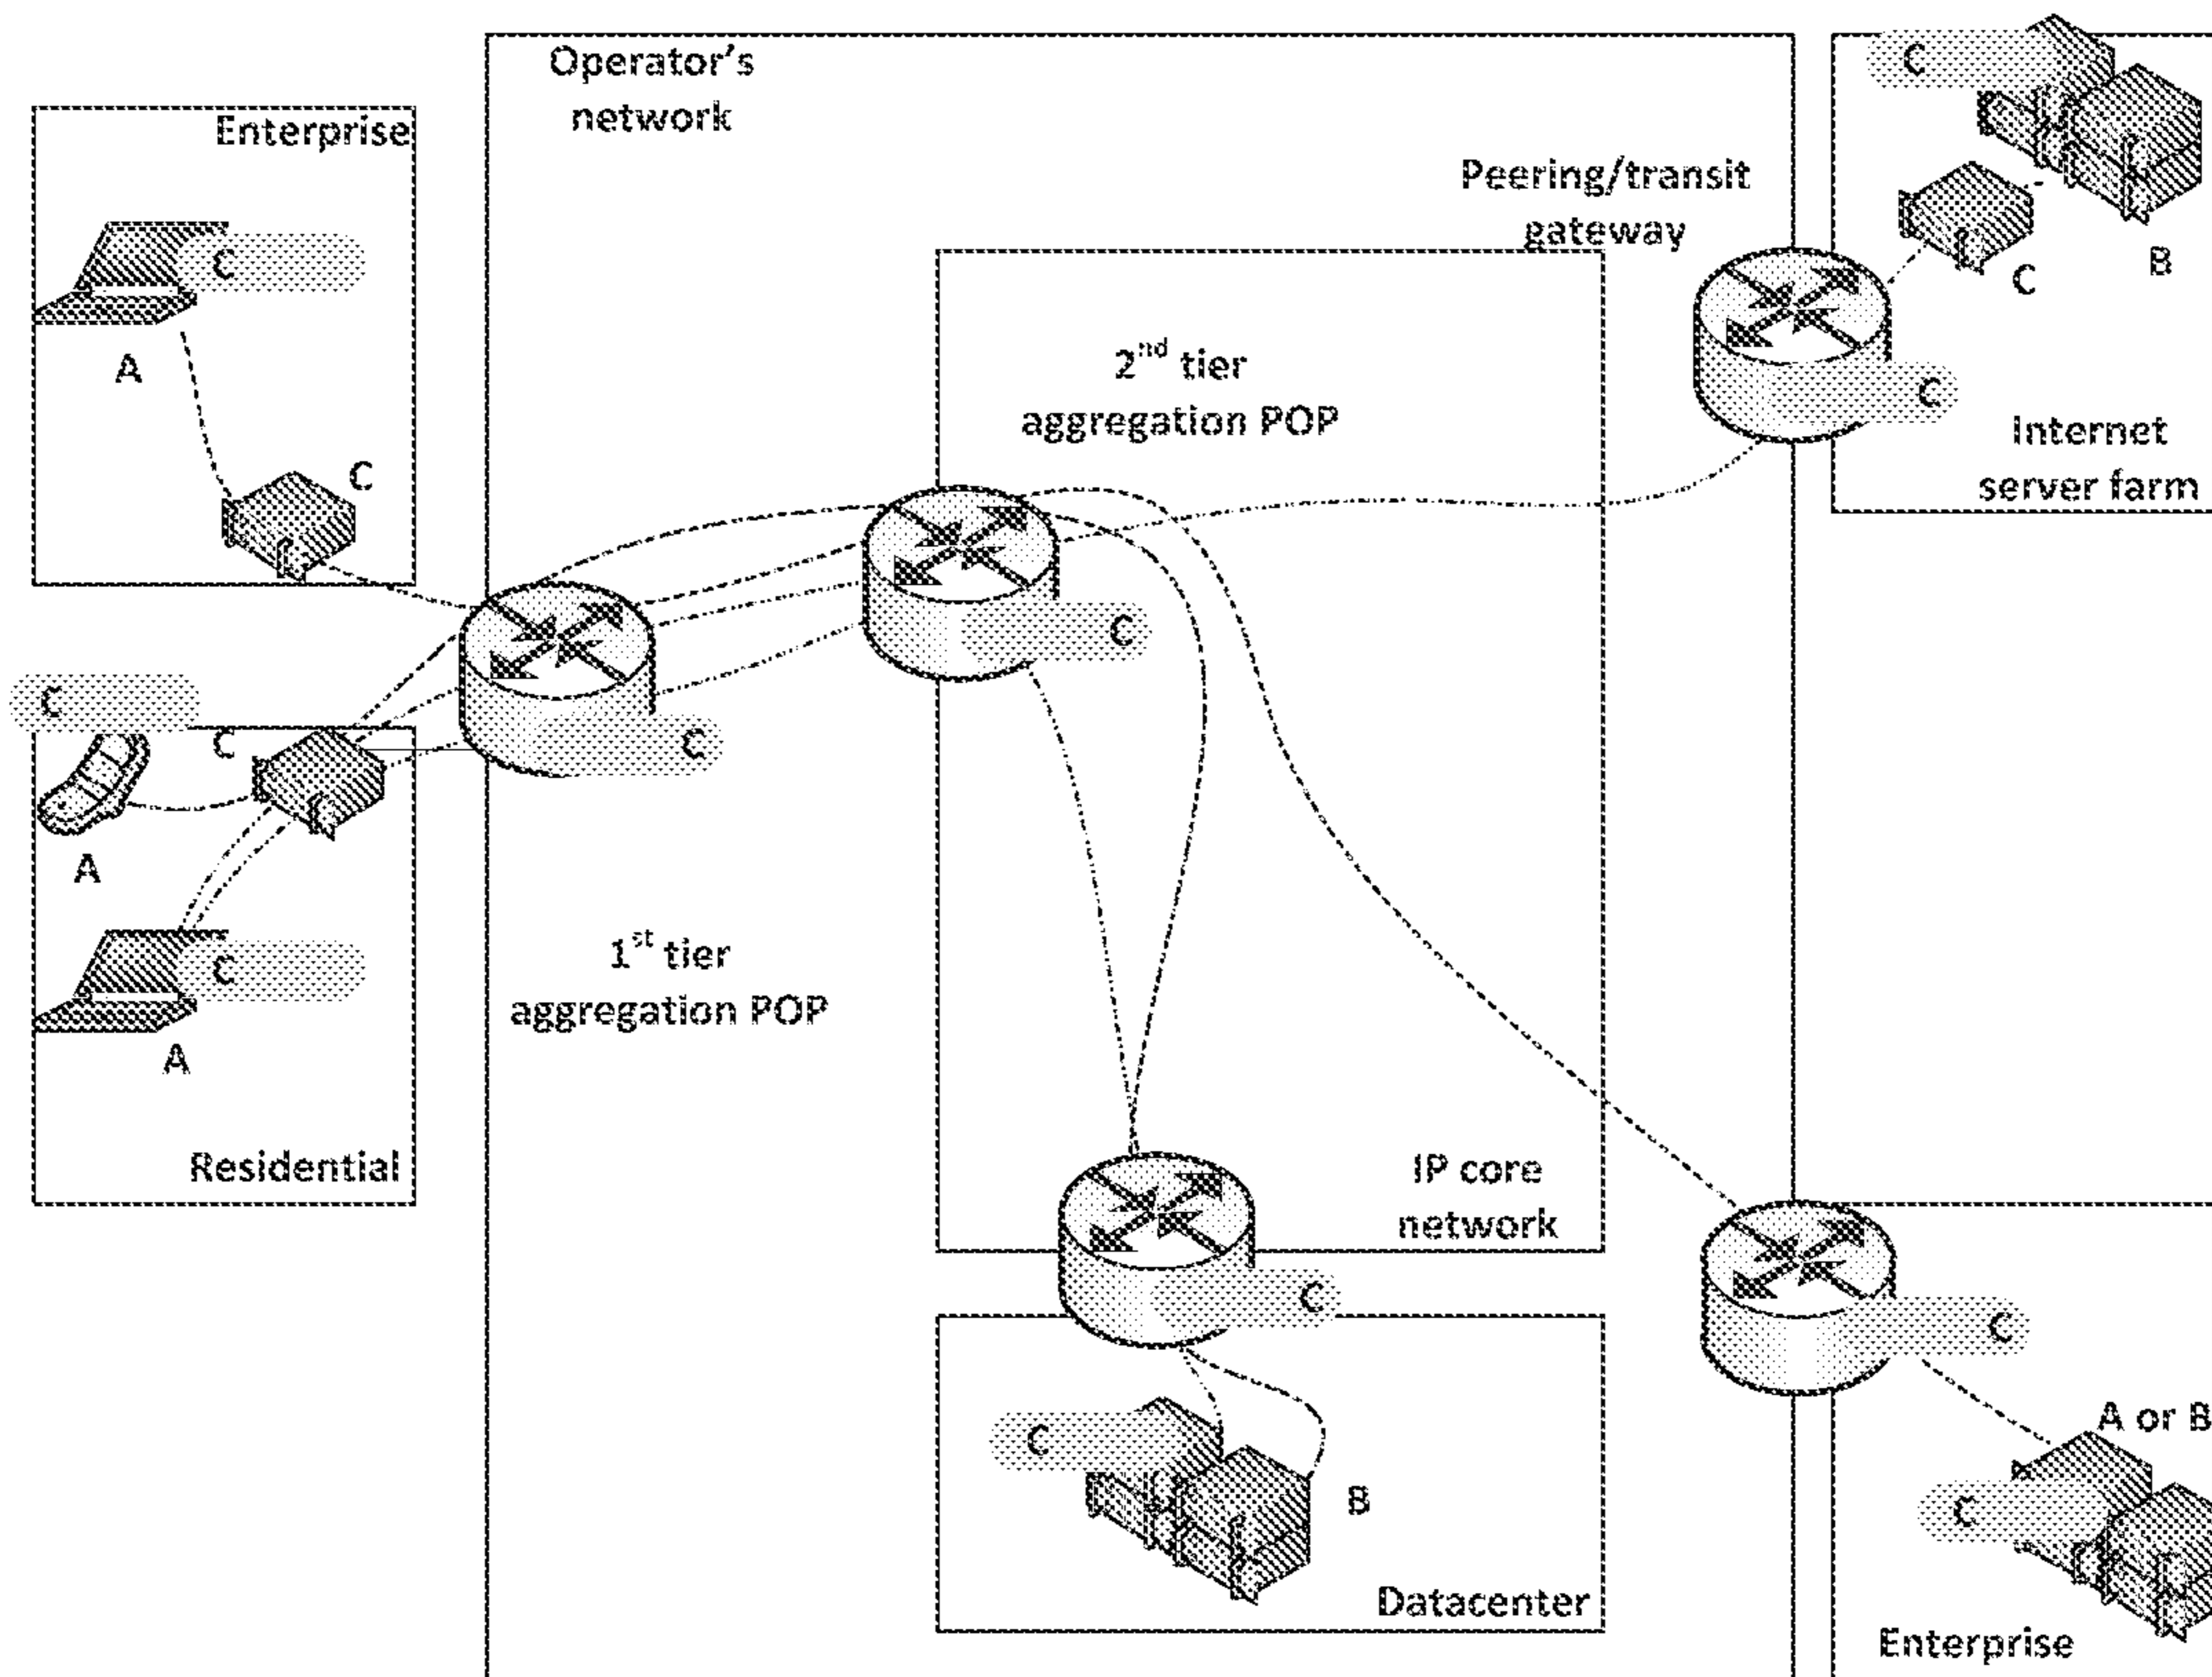 Operator's
network
Enterprise
C
A
C
Peering/transit
gateway
C
C
B
C
Internet
server farm
2nd tier
aggregation POP
C
C
C
C
A
C
A
Residential
1st tier
aggregation POP
IP core
network
C
C
B
Datacenter
C
A or B
C
Enterprise